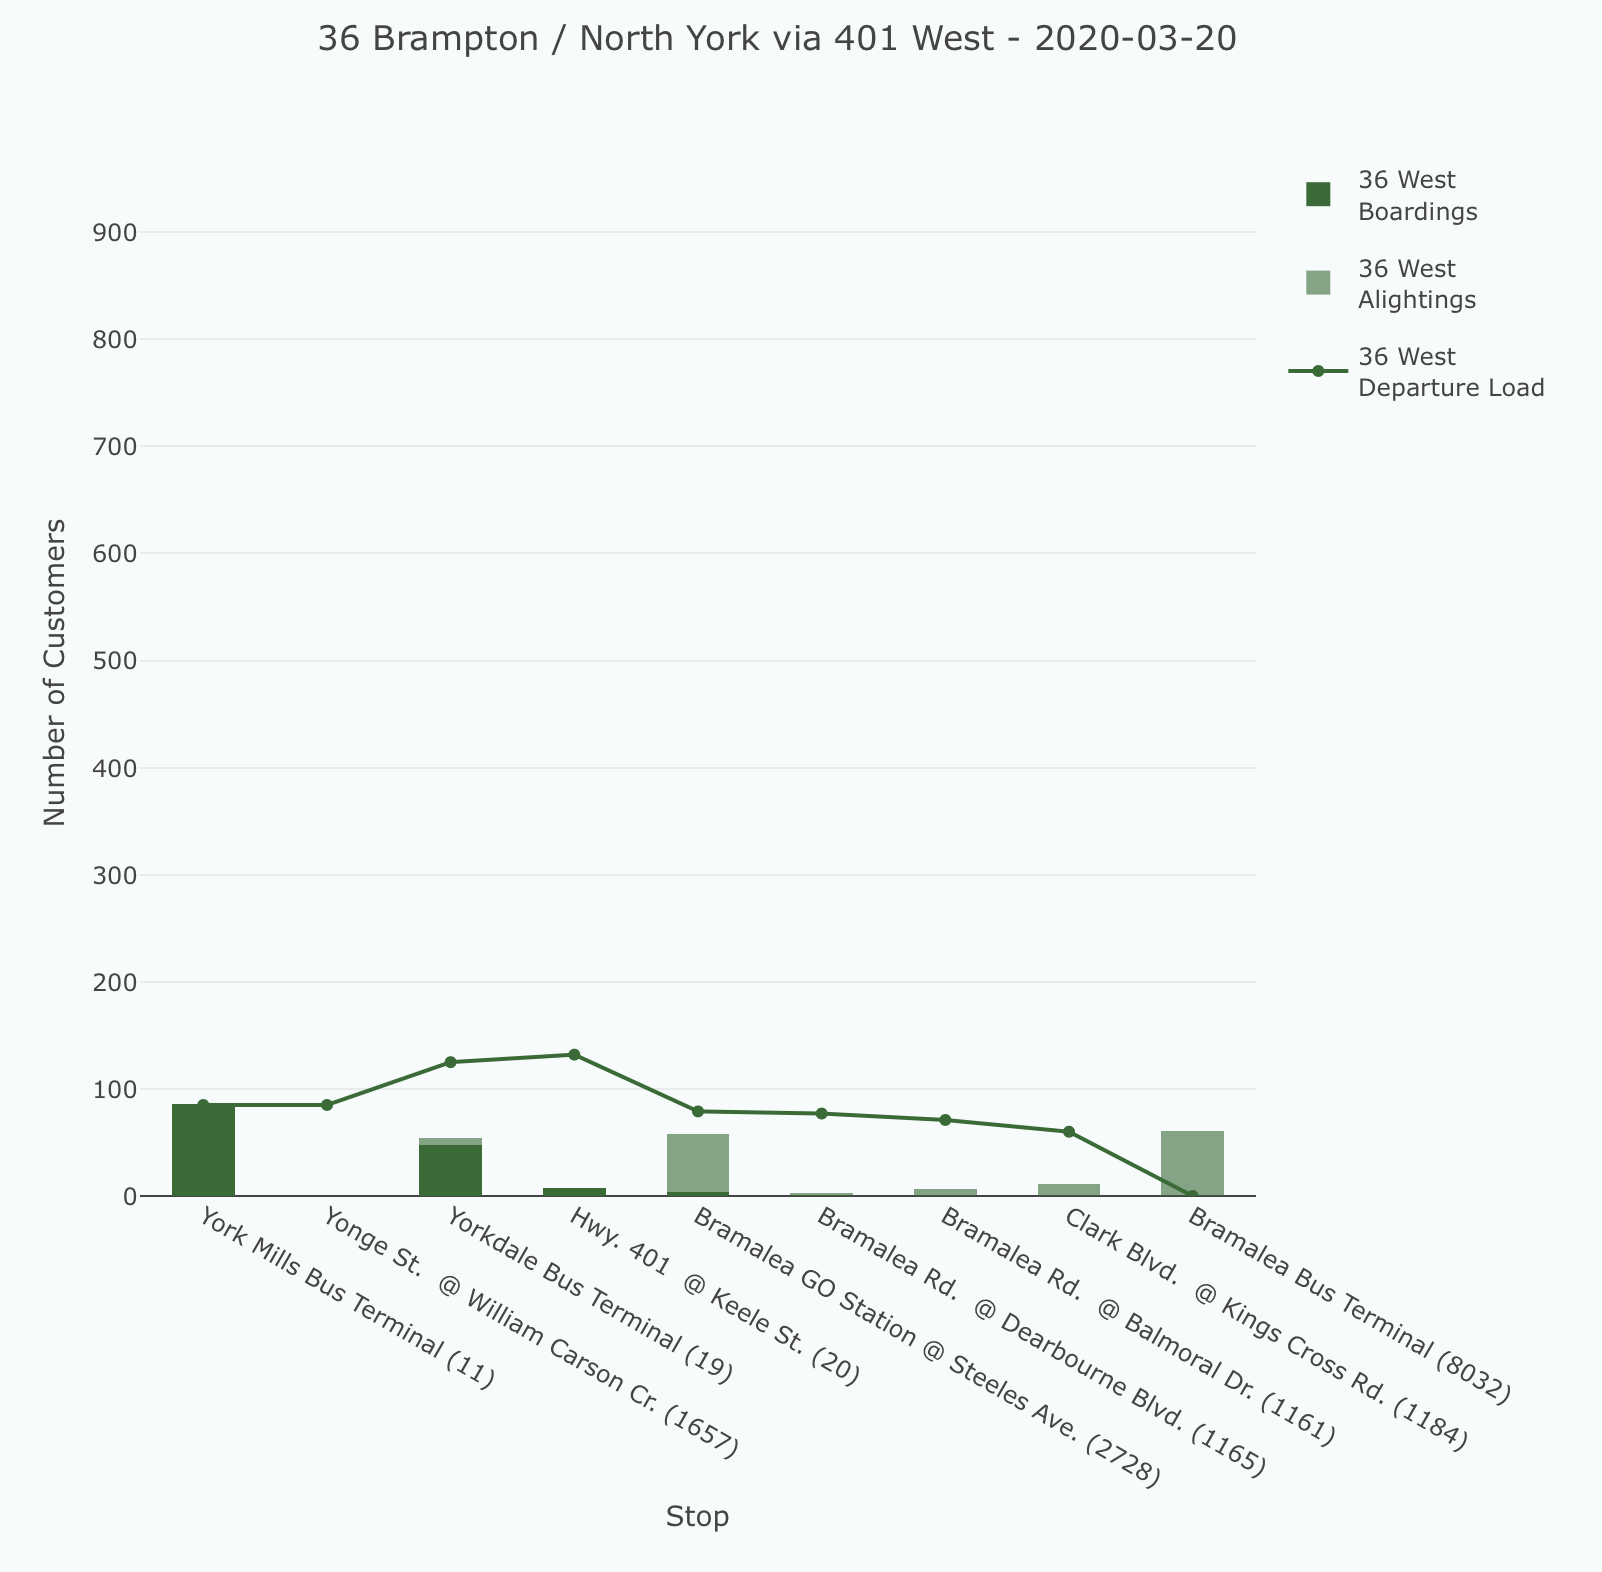 36 Brampton / North York via 401 West - 2020-03-20
36 West
Boardings
36 West
Alightings
36 West
Departure Load
Number of Customers
900
800
700
600
500
400
300
200
100
0
York Mills Bus Terminal (11)
Yonge St.  @ William Carson Cr. (1657)
Yorkdale Bus Terminal (19)
Hwy. 401  @ Keele St. (20)
Bramalea GO Station @ Steeles Ave. (2728)
Bramalea Rd.  @ Dearbourne Blvd. (1165)
Bramalea Rd.  @ Balmoral Dr. (1161)
Clark Blvd.  @ Kings Cross Rd. (1184)
Bramalea Bus Terminal (8032)
Stop